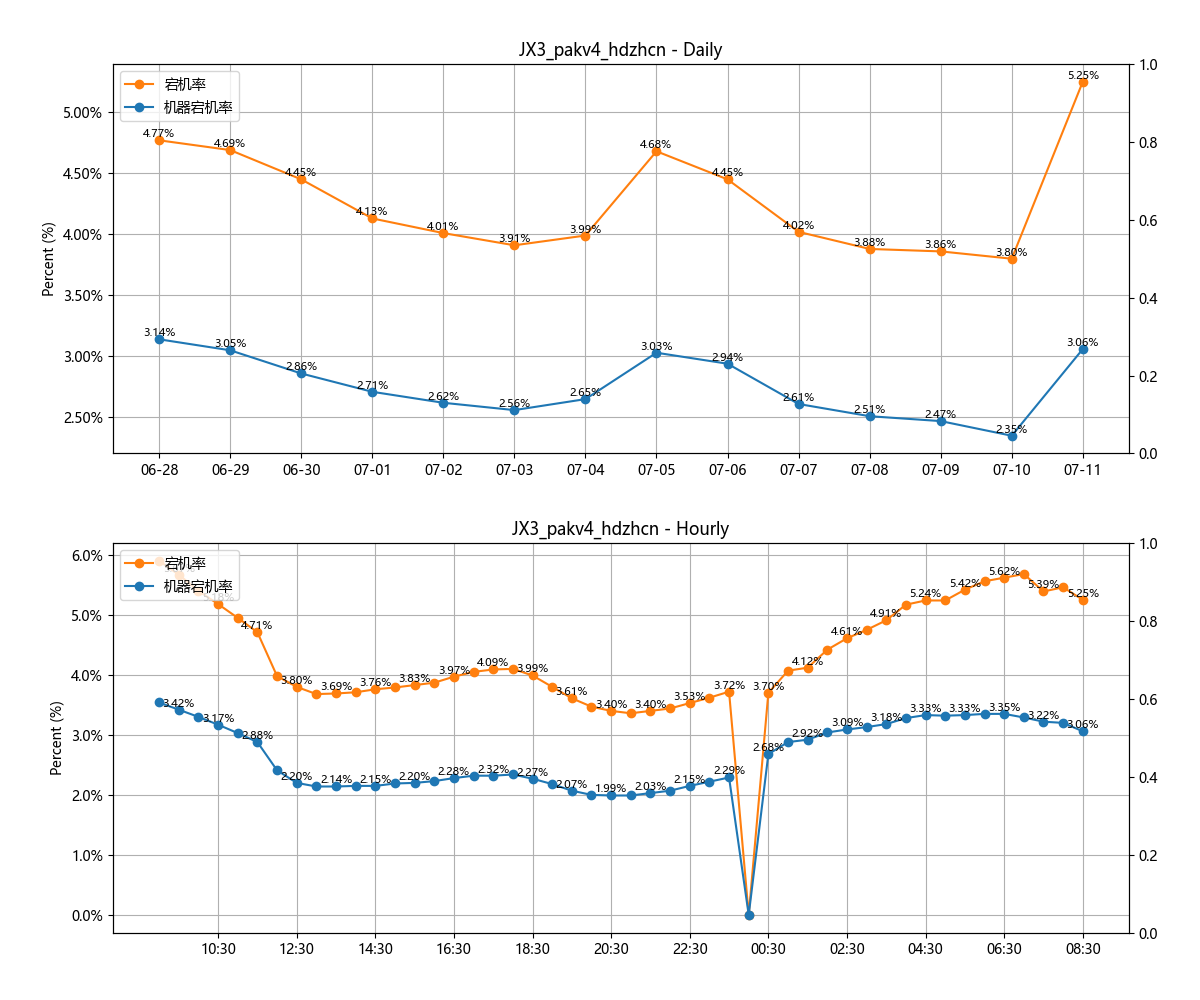 JX3_pakv4_hdzhcn - Daily
宕机率
机器宕机率
Percent (%)
5.00%
4.50%
4.00%
3.50%
3.00%
2.50%
1.0
0.8
0.6
0.4
0.2
0.0
4.77% 4.69% 4.45% 4.13% 4.01% 3.91% 3.99% 4.68% 4.45% 4.02% 3.88% 3.86% 3.80% 5.25%
3.14% 3.05% 2.86% 2.71% 2.62% 2.56% 2.65% 3.03% 2.94% 2.61% 2.51% 2.47% 2.35% 3.06%
06-28 06-29 06-30 07-01 07-02 07-03 07-04 07-05 07-06 07-07 07-08 07-09 07-10 07-11
JX3_pakv4_hdzhcn - Hourly
宕机率
机器宕机率
Percent (%)
6.0%
5.0%
4.0%
3.0%
2.0%
1.0%
0.0%
1.0
0.8
0.6
0.4
0.2
0.0
5.18% 4.71% 3.80% 3.69% 3.76% 3.83% 3.97% 4.09% 3.99% 3.61% 3.40% 3.40% 3.53% 3.72% 3.70% 4.12% 4.61% 4.91% 5.24% 5.42% 5.62% 5.39% 5.25%
3.42% 3.17% 2.88% 2.20% 2.14% 2.15% 2.20% 2.28% 2.32% 2.27% 2.07% 1.99% 2.03% 2.15% 2.29% 2.68% 2.92% 3.09% 3.18% 3.33% 3.33% 3.35% 3.22% 3.06%
10:30 12:30 14:30 16:30 18:30 20:30 22:30 00:30 02:30 04:30 06:30 08:30